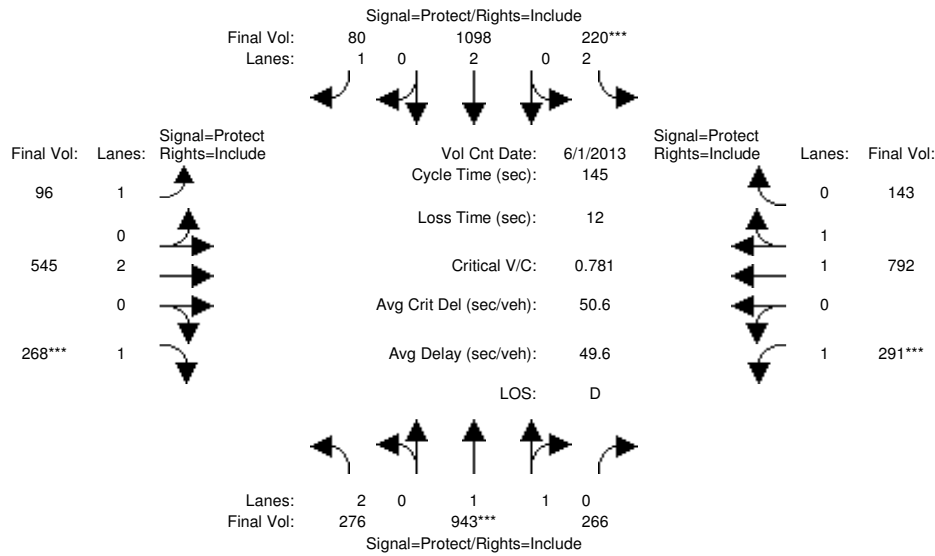 Signal=Protect/Rights=Include
Final Vol: 80 1098 220***
Lanes: 1 0 2 0 2
Signal=Protect
Signal=Protect
Final Vol: Lanes: Rights=Include Vol Cnt Date: 6/1/2013 Rights=Include Lanes: Final Vol:
Cycle Time (sec): 145
96 1 0 143
Loss Time (sec): 12
0 1
545 2 Critical V/C: 0.781 1 792
0 Avg Crit Del (sec/veh): 50.6 0
268*** 1 Avg Delay (sec/veh): 49.6 1 291***
LOS: D
Lanes: 2 0 1 1 0
Final Vol: 276 943*** 266
Signal=Protect/Rights=Include